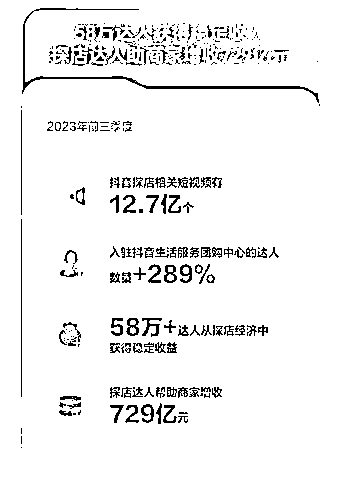 58万达人获得稳定收入
探店达人助商家增收729亿元
2023年前三季度
抖音探店相关短视频有
12.7亿个
入驻抖音生活服务团购中心的达人
数量+289%
58万+达人从探店经济中
获得稳定收益
探店达人帮助商家增收
729亿元